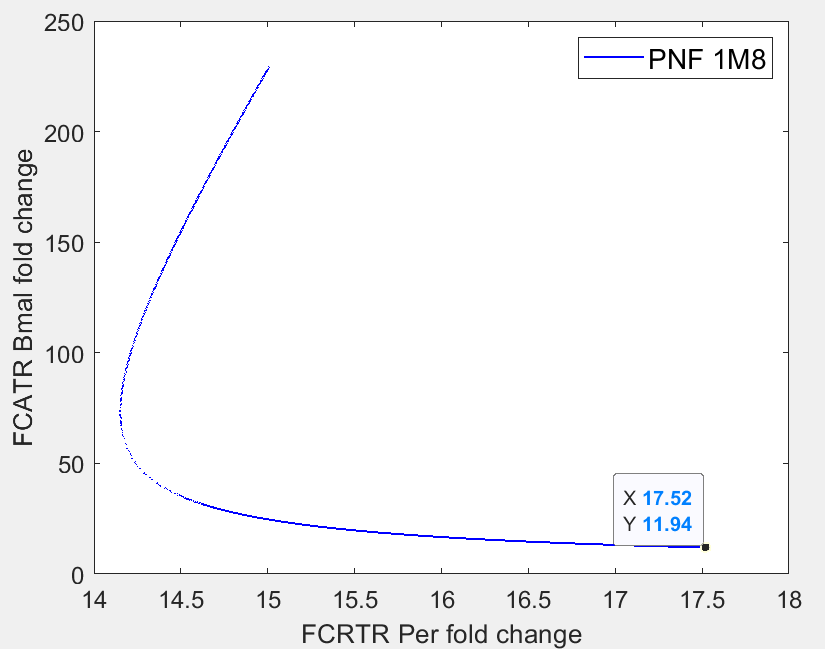 250
PNF 1M8
200
150
100
50
0
FCATR Bmal fold change
X 17.52
Y 11.94
14 14.5 15 15.5 16 16.5 17 17.5 18
FCRTR Per fold change